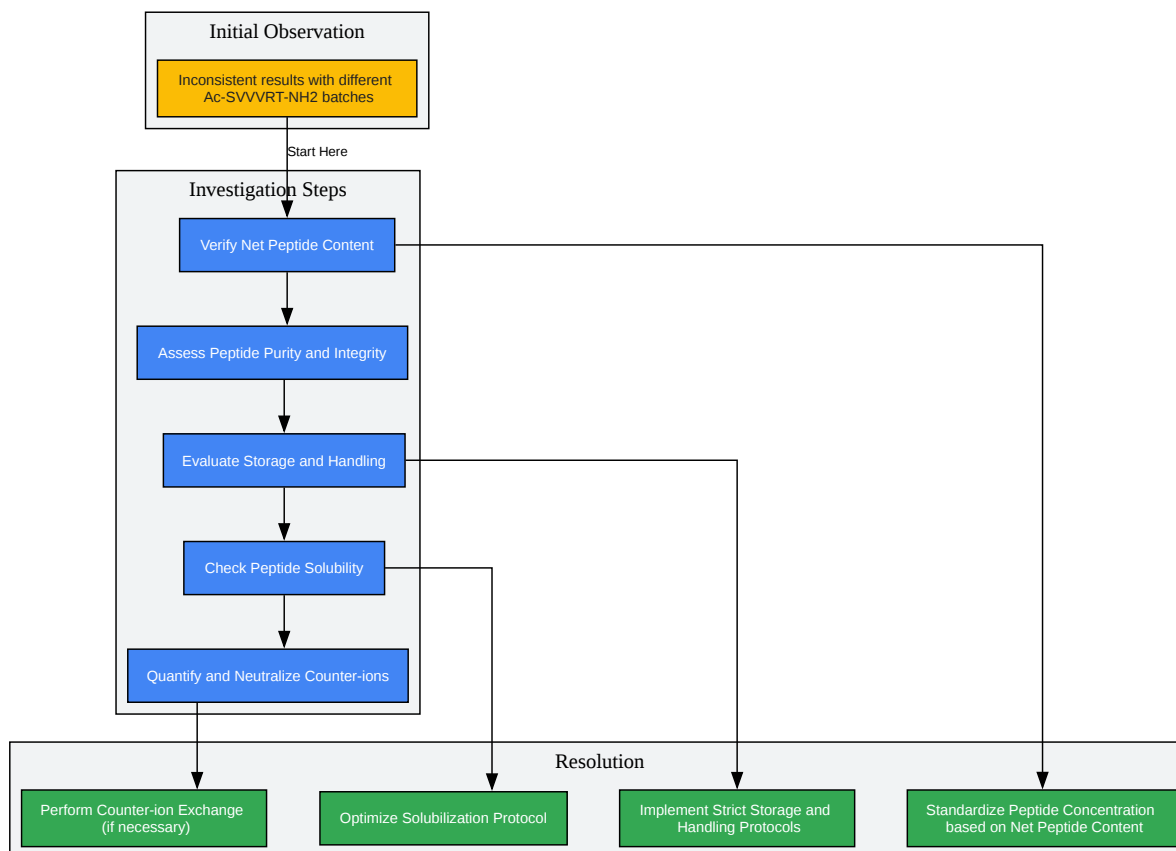 Initial Observation
Inconsistent results with different
Ac-SVVVRT-NH2 batches
Start Here
Investigation Steps
Verify Net Peptide Content
Assess Peptide Purity and Integrity
Evaluate Storage and Handling
Check Peptide Solubility
Quantify and Neutralize Counter-ions
Resolution
Perform Counter-ion Exchange
(if necessary)
Optimize Solubilization Protocol
Implement Strict Storage and
Handling Protocols
Standardize Peptide Concentration
based on Net Peptide Content